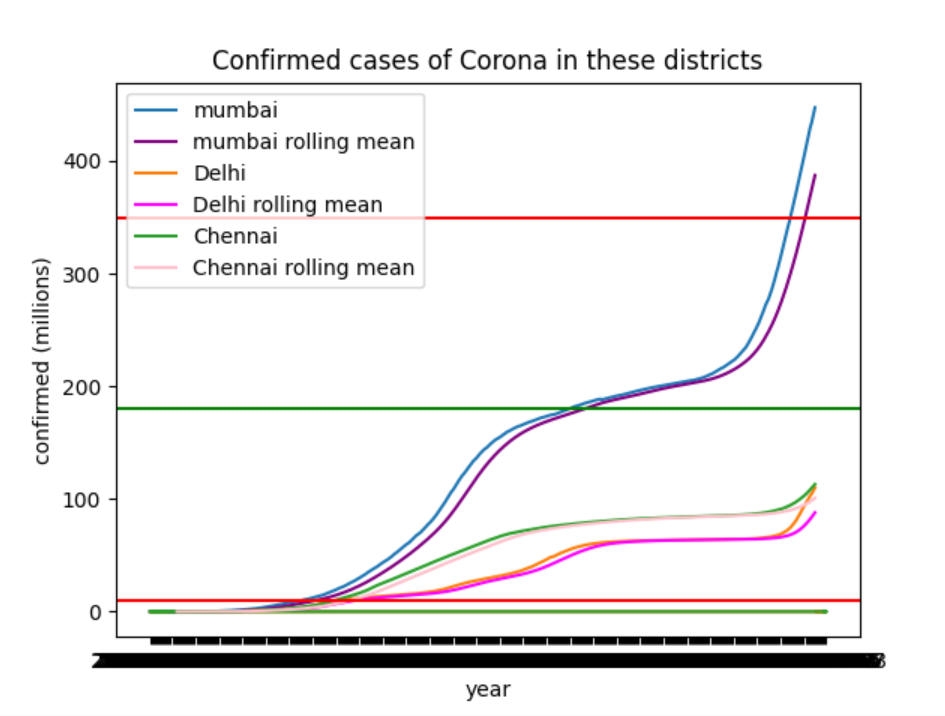 Confirmed cases of Corona in these districts
mumbai
mumbai rolling mean
Delhi
Delhi rolling mean
Chennai
Chennai rolling mean
400
300
200
100
0
confirmed (millions)
year